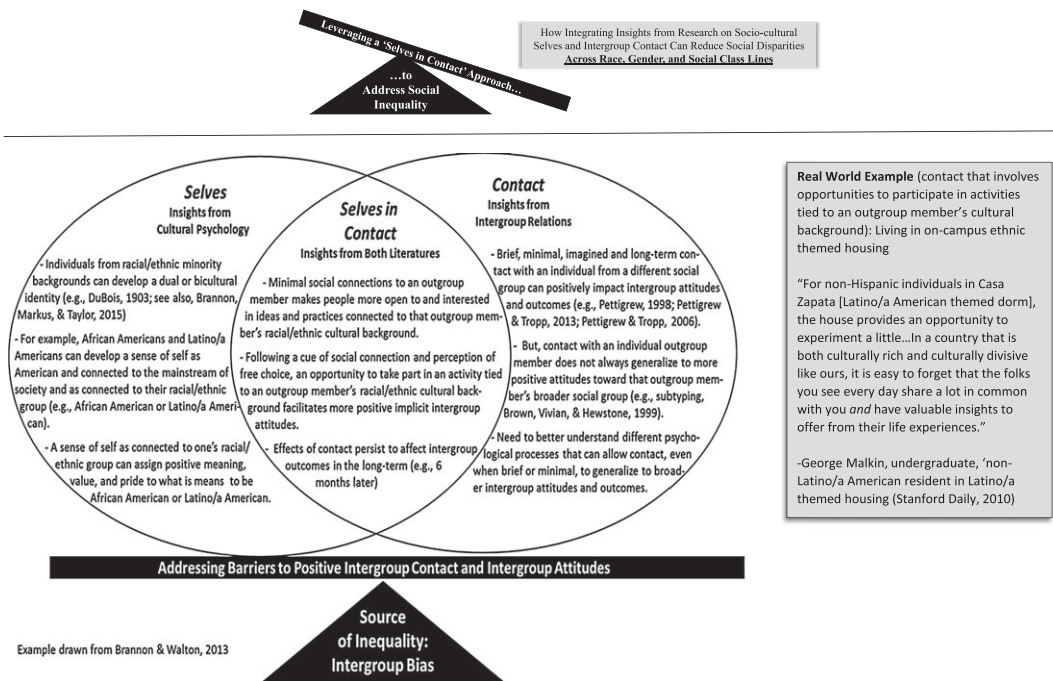 Leveraging a ‘Selves in Contact’ Approach…
…to
Address Social
Inequality
How Integrating Insights from Research on Socio-cultural
Selves and Intergroup Contact Can Reduce Social Disparities
Across Race, Gender, and Social Class Lines
Selves
Insights from
Cultural Psychology
- Individuals from racial/ethnic minority
backgrounds can develop a dual or bicultural
identity (e.g., DuBois, 1903; see also, Brannon,
Markus, & Taylor, 2015)
- For example, African Americans and Latino/a
Americans can develop a sense of self as
American and connected to the mainstream of
society and as connected to their racial/ethnic
group (e.g., African American or Latino/a Ameri-
can).
- A sense of self as connected to one’s racial/
ethnic group can assign positive meaning,
value, and pride to what is means to be
African American or Latino/a American.
Selves in
Contact
Insights from Both Literatures
- Minimal social connections to an outgroup
member makes people more open to and interested
in ideas and practices connected to that outgroup mem-
ber’s racial/ethnic cultural background.
- Following a cue of social connection and perception of
free choice, an opportunity to take part in an activity tied
to an outgroup member’s racial/ethnic cultural back-
ground facilitates more positive implicit intergroup
attitudes.
- Effects of contact persist to affect intergroup
outcomes in the long-term (e.g., 6
months later)
Contact
Insights from
Intergroup Relations
- Brief, minimal, imagined and long-term con-
tact with an individual from a different social
group can positively impact intergroup attitudes
and outcomes (e.g., Pettigrew, 1998; Pettigrew
& Tropp, 2013; Pettigrew & Tropp, 2006).
- But, contact with an individual outgroup
member does not always generalize to more
positive attitudes toward that outgroup mem-
ber’s broader social group (e.g., subtyping,
Brown, Vivian, & Hewstone, 1999).
- Need to better understand different psycho-
logical processes that can allow contact, even
when brief or minimal, to generalize to broad-
er intergroup attitudes and outcomes.
Real World Example (contact that involves
opportunities to participate in activities
tied to an outgroup member’s cultural
background): Living in on-campus ethnic
themed housing
“For non-Hispanic individuals in Casa
Zapata [Latino/a American themed dorm],
the house provides an opportunity to
experiment a little…In a country that is
both culturally rich and culturally divisive
like ours, it is easy to forget that the folks
you see every day share a lot in common
with you and have valuable insights to
offer from their life experiences.”
-George Malkin, undergraduate, ‘non-
Latino/a American resident in Latino/a
themed housing (Stanford Daily, 2010)
Addressing Barriers to Positive Intergroup Contact and Intergroup Attitudes
Source
of Inequality:
Intergroup Bias
Example drawn from Brannon & Walton, 2013